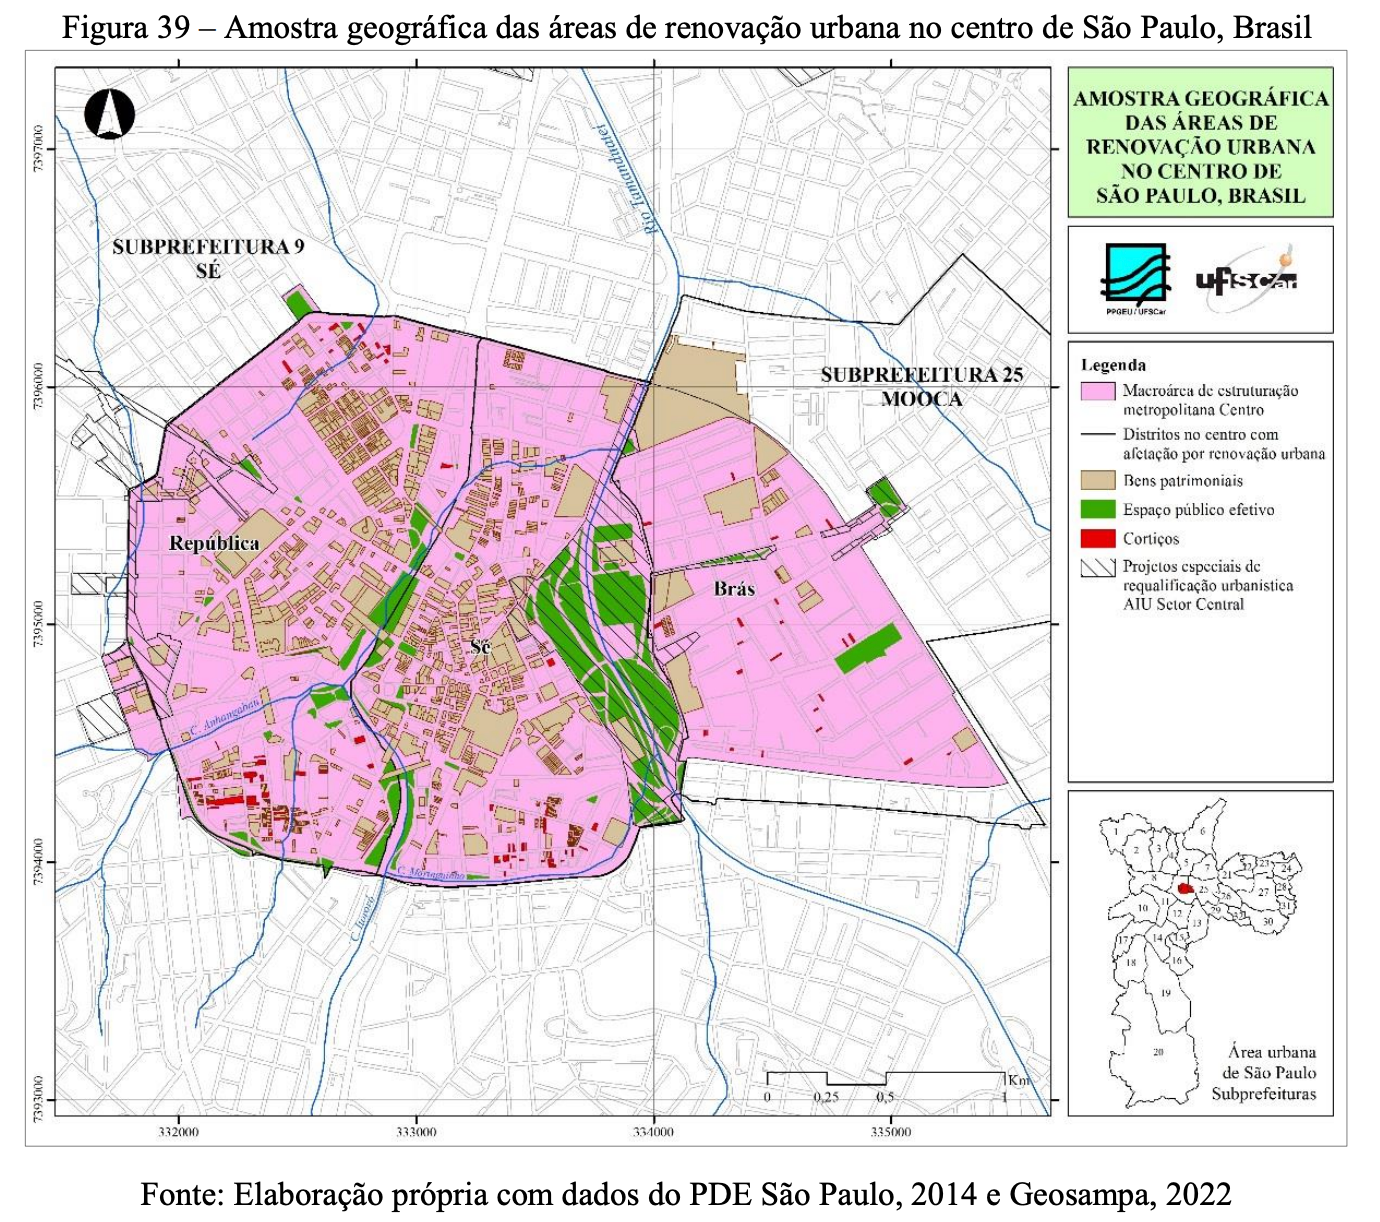 Figura 39 – Amostra geográfica das áreas de renovação urbana no centro de São Paulo, Brasil
7397000
7396000
7395000
7394000
7393000
332000
333000
334000
335000
SUBPREFEITURA 9
SÉ
Rio Tamanduateí
SUBPREFEITURA 25
MOOCA
República
Brás
Sé
C. Anhangabaú
C. Moringuinho
C. Itororó
0
0,25
0,5
1
Km
AMOSTRA GEOGRÁFICA
DAS ÁREAS DE
RENOVAÇÃO URBANA
NO CENTRO DE
SÃO PAULO, BRASIL
PPGEU / UFSCar
ufscar
Legenda
Macroárea de estruturação
metropolitana Centro
Distritos no centro com
afetação por renovação urbana
Bens patrimoniais
Espaço público efetivo
Cortiços
Projetos especiais de
requalificação urbanística
AIU Setor Central
1
2
3
4
5
6
7
8
10
11
12
13
14
15
16
17
18
19
20
21
22
23
24
25
26
27
28
29
30
31
Área urbana
de São Paulo
Subprefeituras
Fonte: Elaboração própria com dados do PDE São Paulo, 2014 e Geosampa, 2022